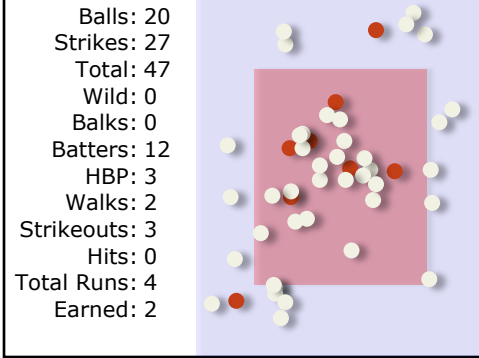 Balls: 20
Strikes: 27
Total: 47
Wild: 0
Balks: 0
Batters: 12
HBP: 3
Walks: 2
Strikeouts: 3
Hits: 0
Total Runs: 4
Earned: 2